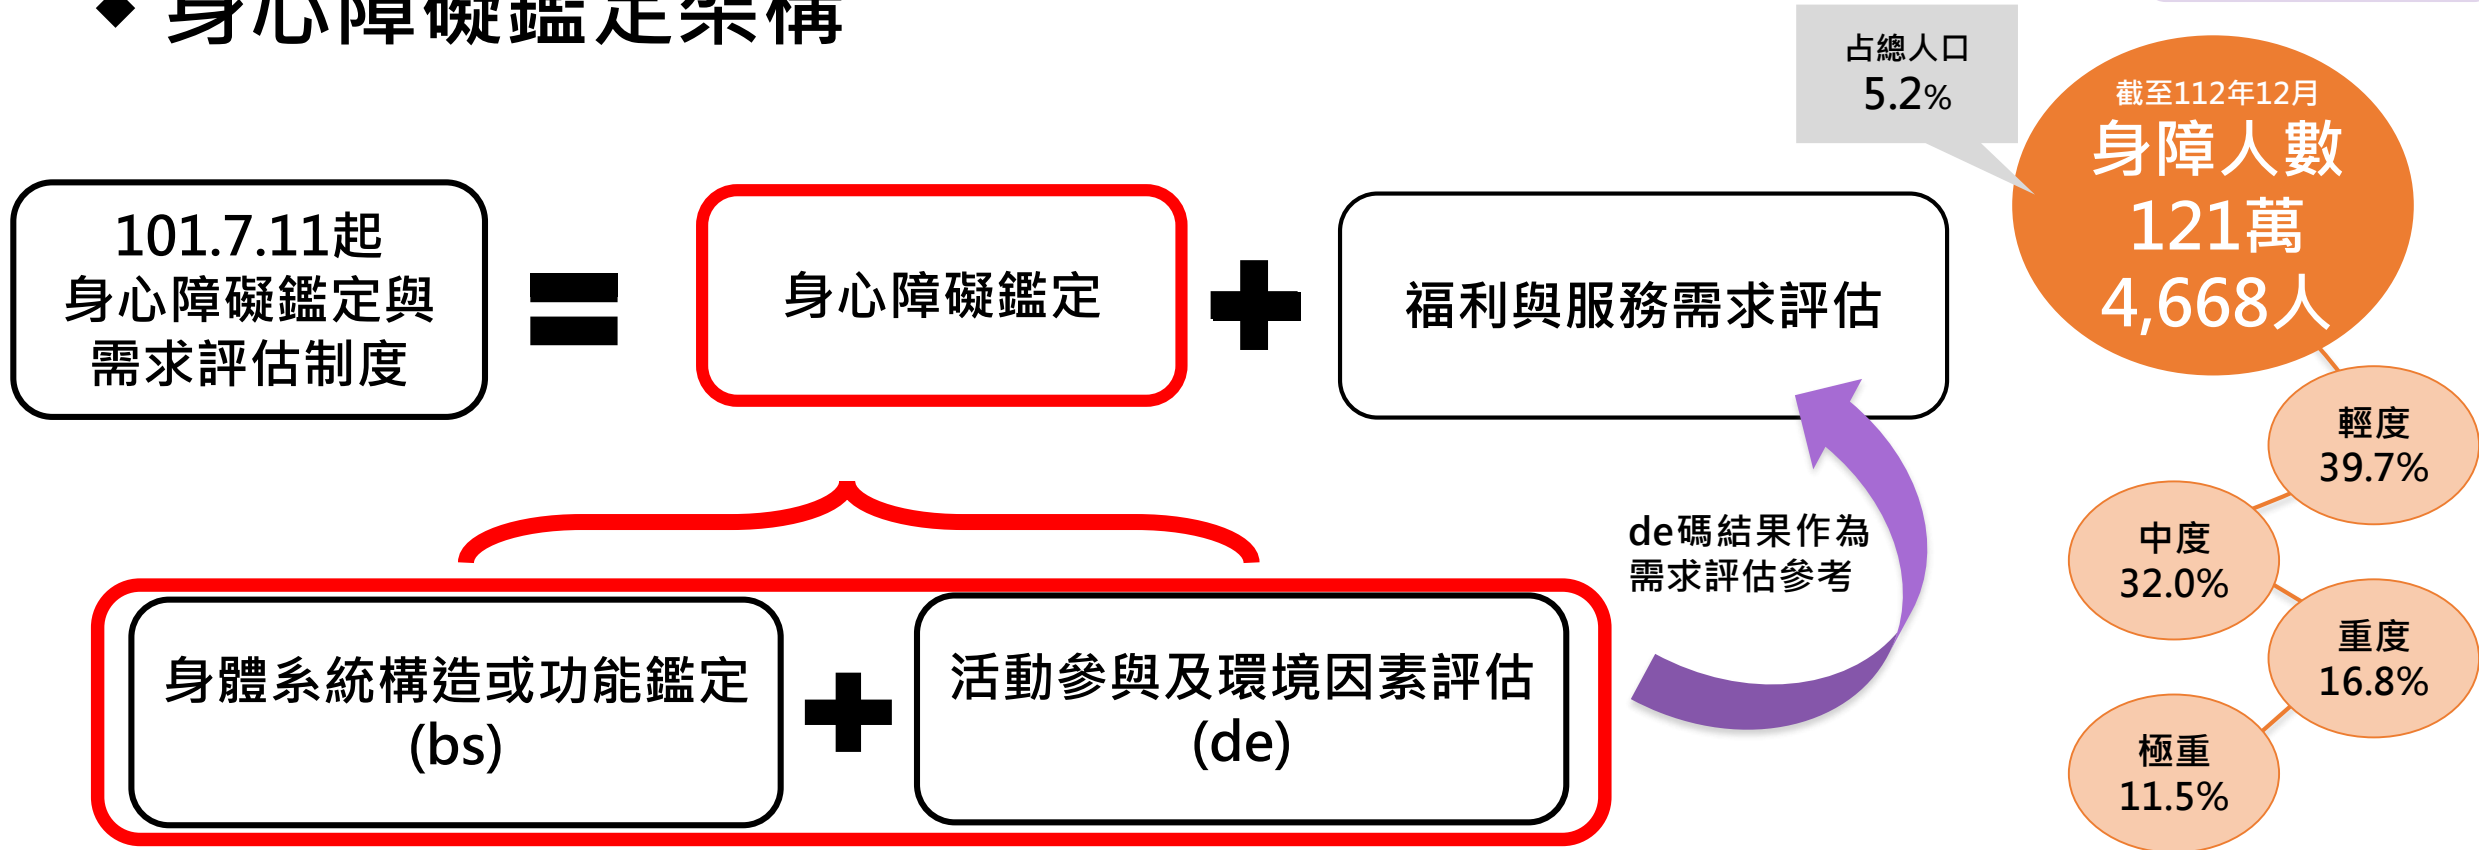 ◆ 身心障礙鑑定架構
占總人口
5.2%
截至112年12月
身障人數
121萬
4,668人
101.7.11起
身心障礙鑑定與
需求評估制度
身心障礙鑑定
福利與服務需求評估
輕度
39.7%
中度
32.0%
重度
16.8%
極重
11.5%
de碼結果作為
需求評估參考
身體系統構造或功能鑑定
(bs)
活動參與及環境因素評估
(de)